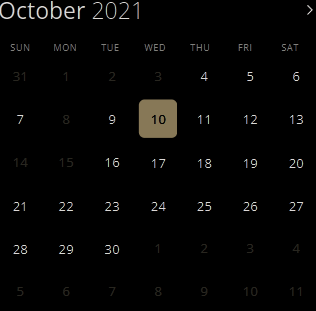 October 2021
SUN MON TUE WED THU FRI SAT
31 1 2 3 4 5 6
7 8 9 10 11 12 13
14 15 16 17 18 19 20
21 22 23 24 25 26 27
28 29 30 1 2 3 4
5 6 7 8 9 10 11